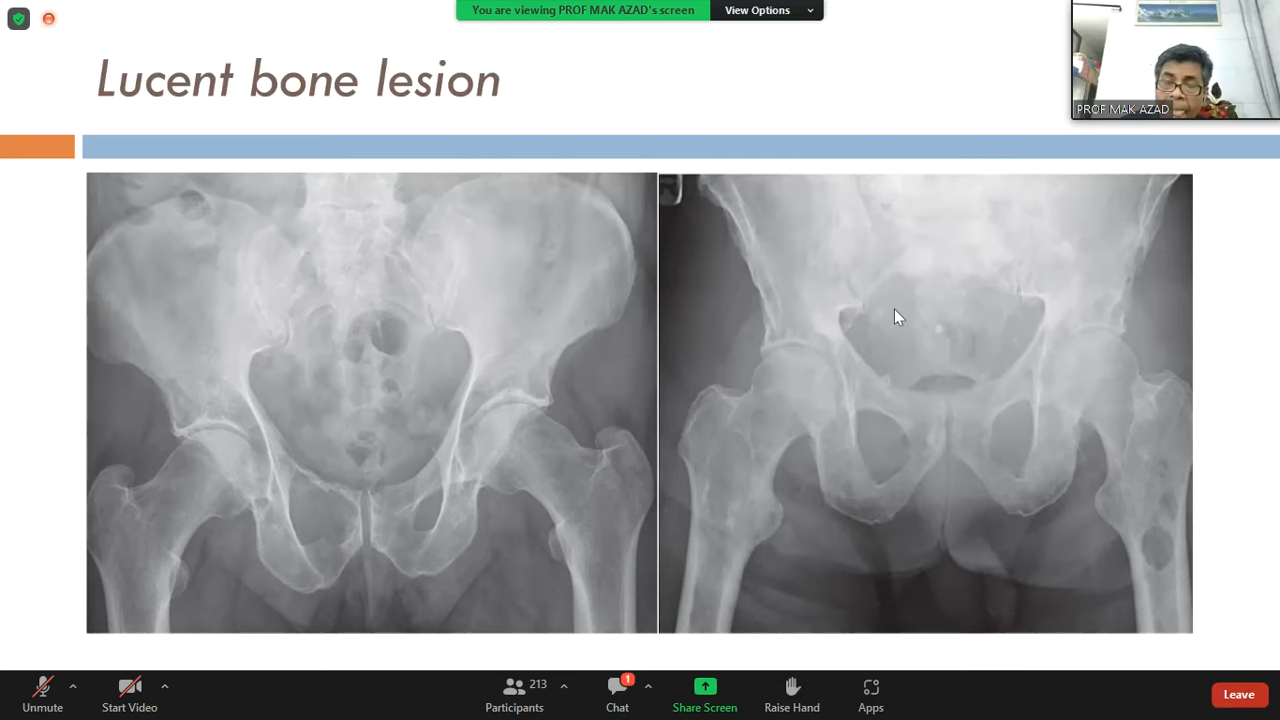 You are viewing PROF MAK AZAD's screen
View Options
Lucent bone lesion
PROF MAK AZAD
Unmute
Start Video
213
Participants
1
Chat
Share Screen
Raise Hand
Apps
Leave